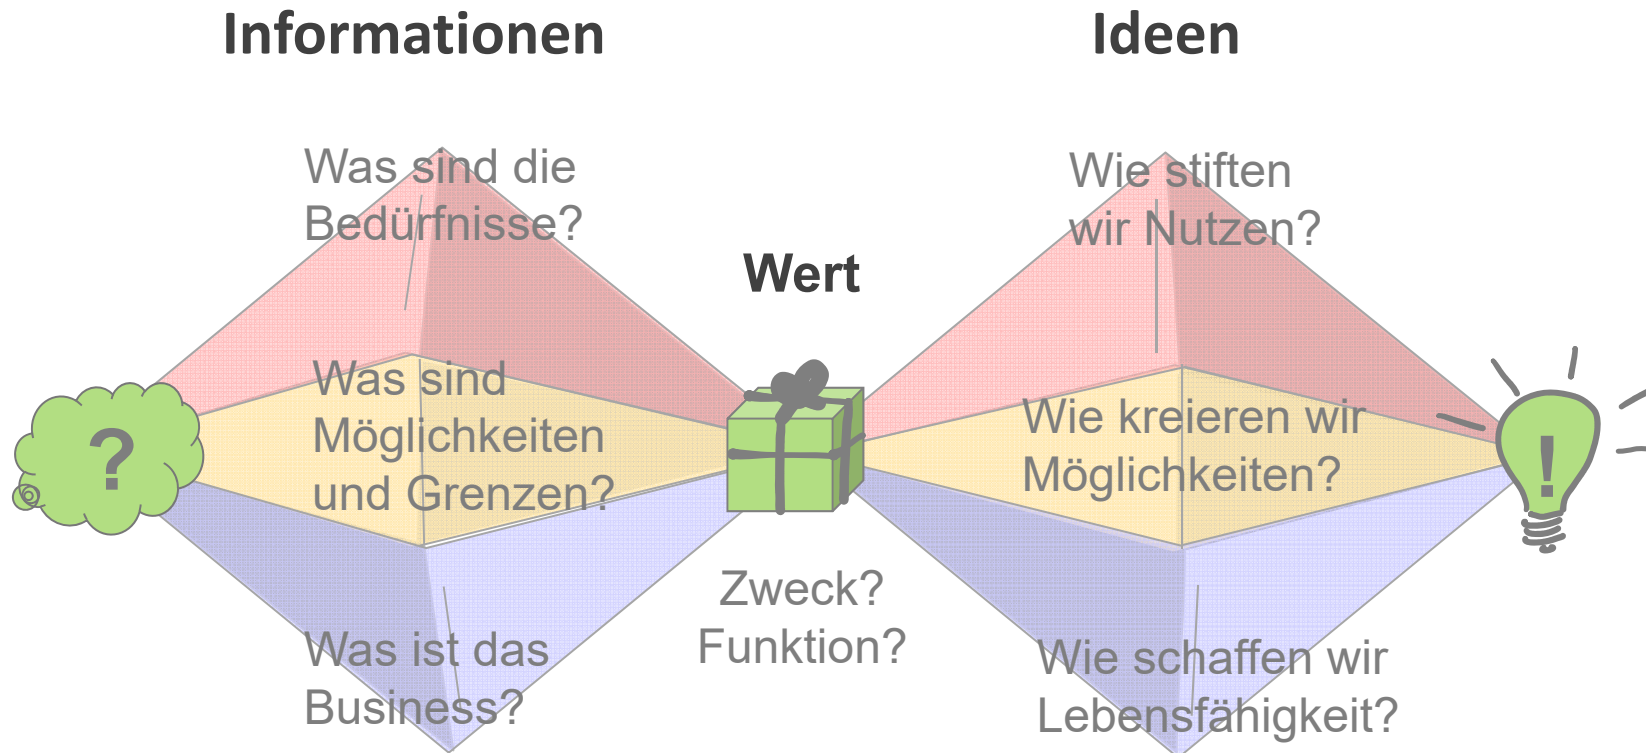 Informationen
Ideen
Was sind die
Bedürfnisse?
Wie stiften
wir Nutzen?
Wert
Was sind
Möglichkeiten
und Grenzen?
Wie kreieren wir
Möglichkeiten?
?
!
Zweck?
Funktion?
Was ist das
Business?
Wie schaffen wir
Lebensfähigkeit?